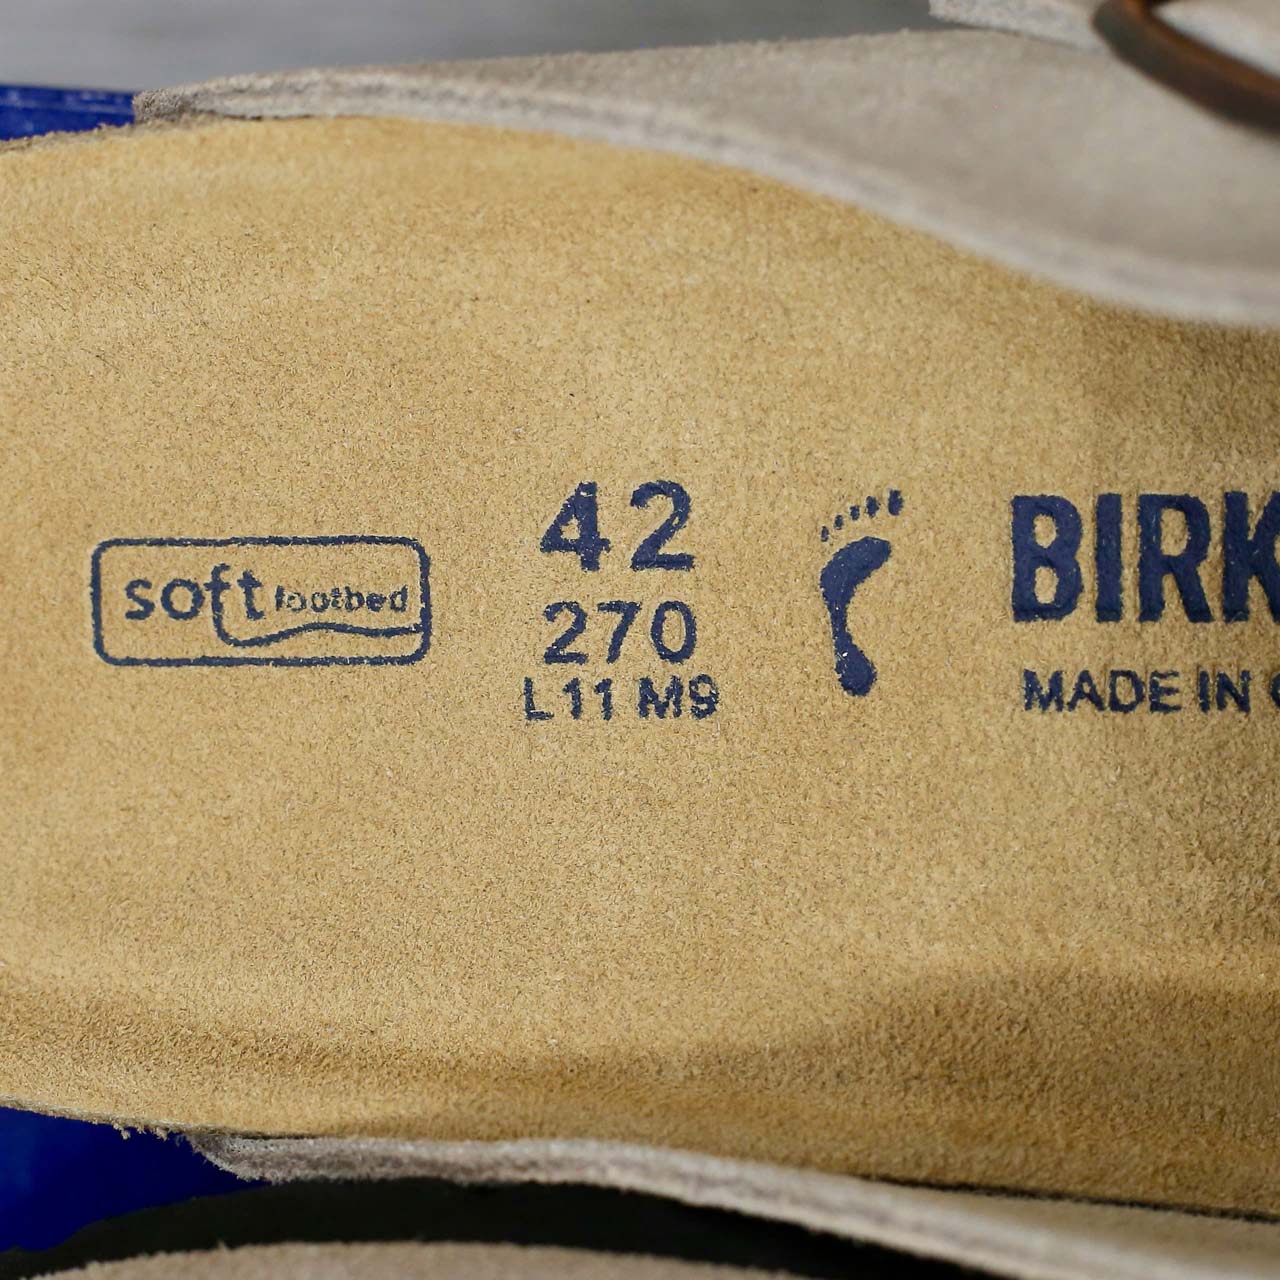 soft footbed
42
270
L11 M9
BIRK
MADE IN